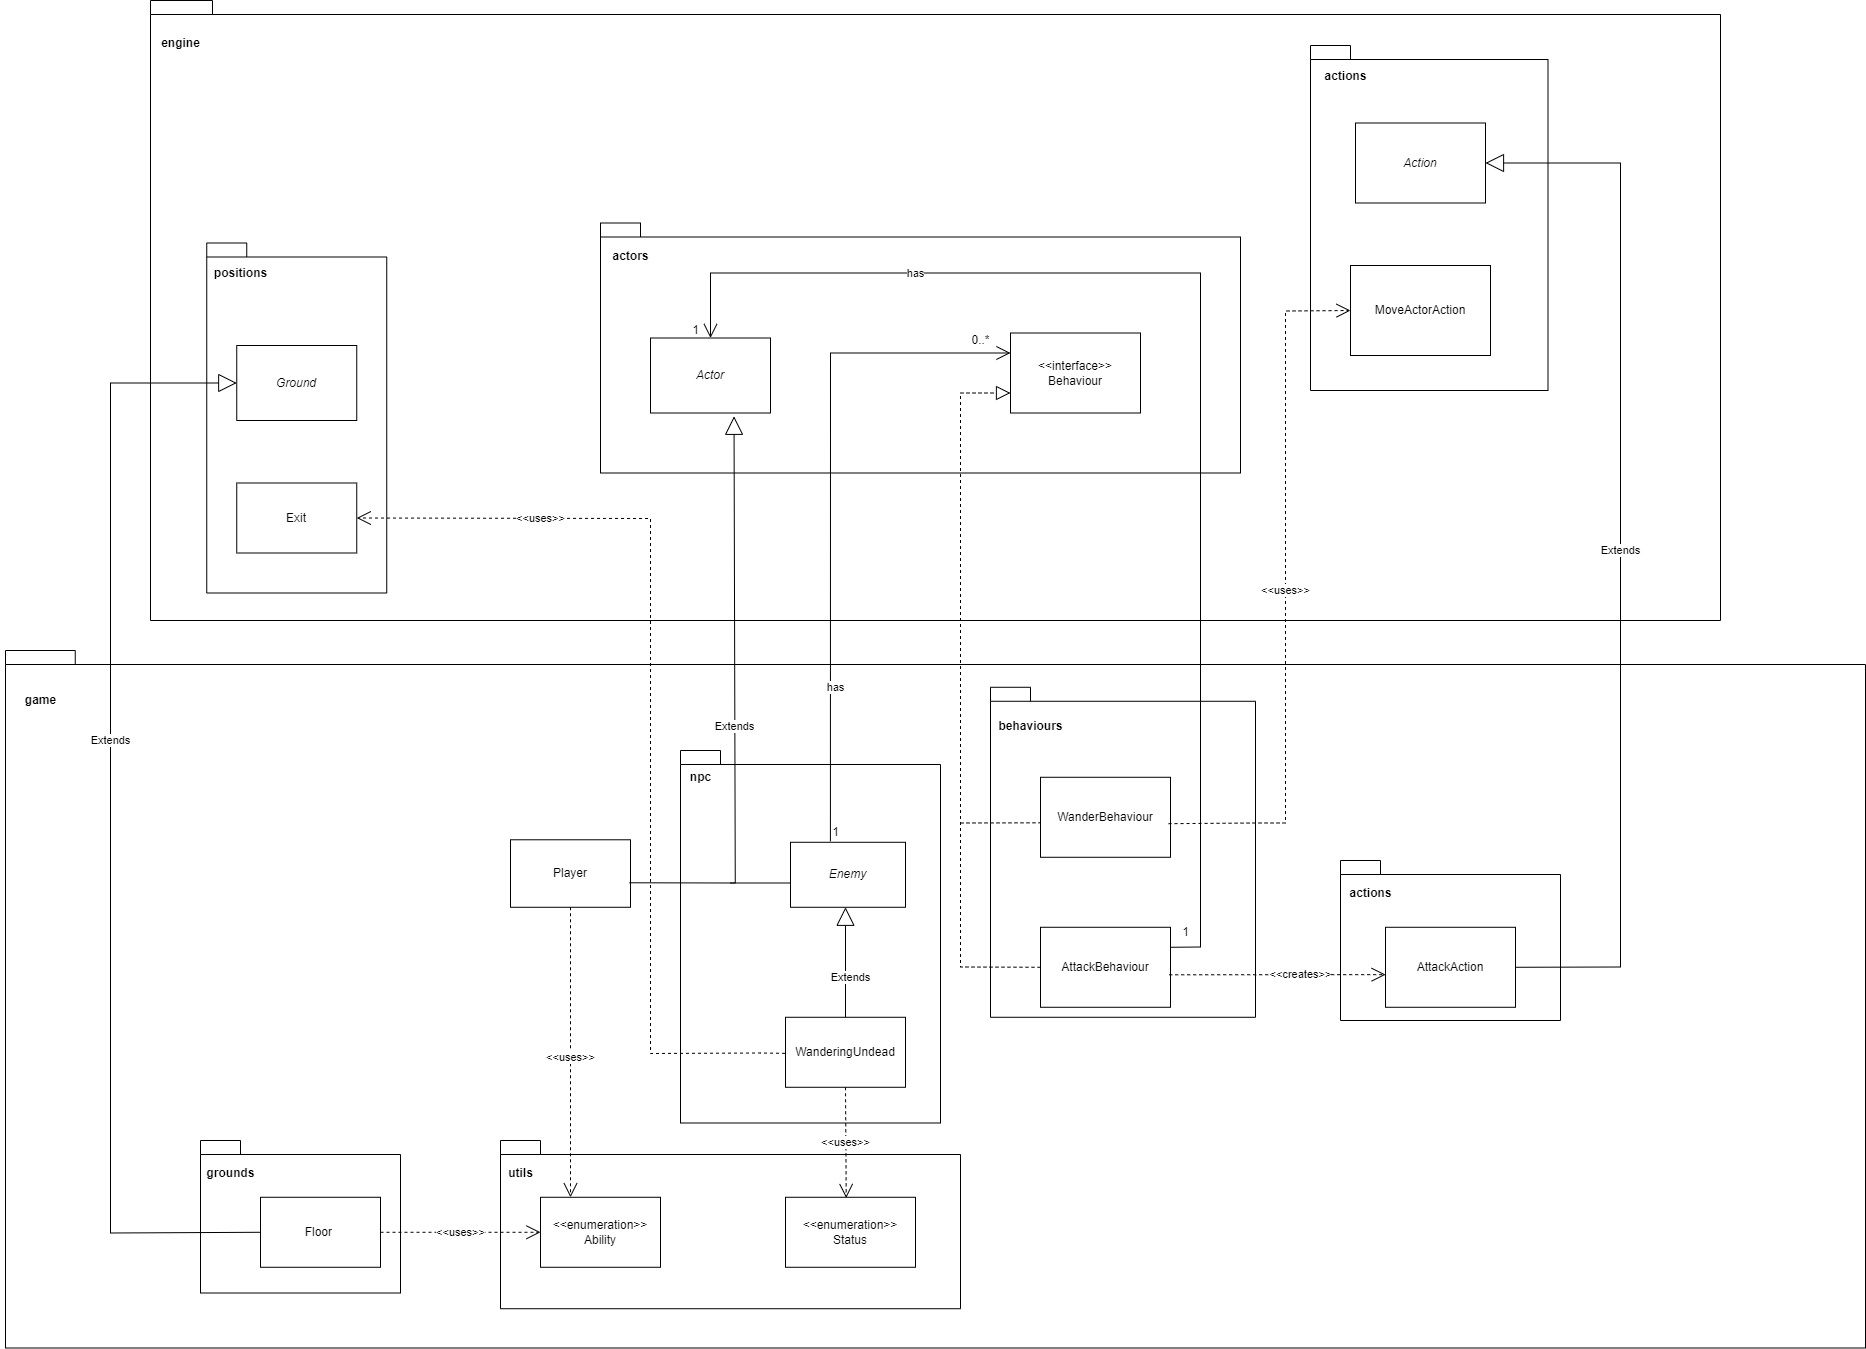 engine
actions
Action
MoveActorAction
actors
has
1
Actor
0..*
<<interface>>
Behaviour
positions
Ground
Exit
<<uses>>
Extends
<<uses>>
game
Extends
has
Extends
npc
behaviours
WanderBehaviour
1
Player
Enemy
actions
1
AttackBehaviour
<<creates>>
AttackAction
Extends
WanderingUndead
<<uses>>
<<uses>>
grounds
Floor
<<uses>>
utils
<<enumeration>>
Ability
<<enumeration>>
Status